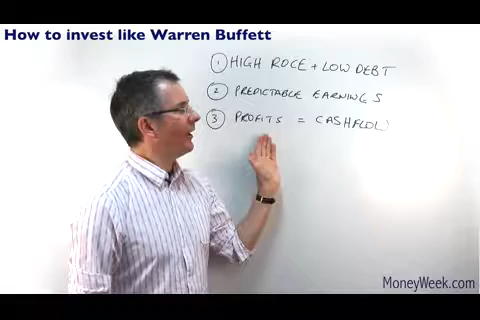 How to invest like Warren Buffett
① HIGH ROCE + LOW DEBT
② PREDICTABLE EARNINGS
③ PROFITS = CASHFLOW
MoneyWeek.com